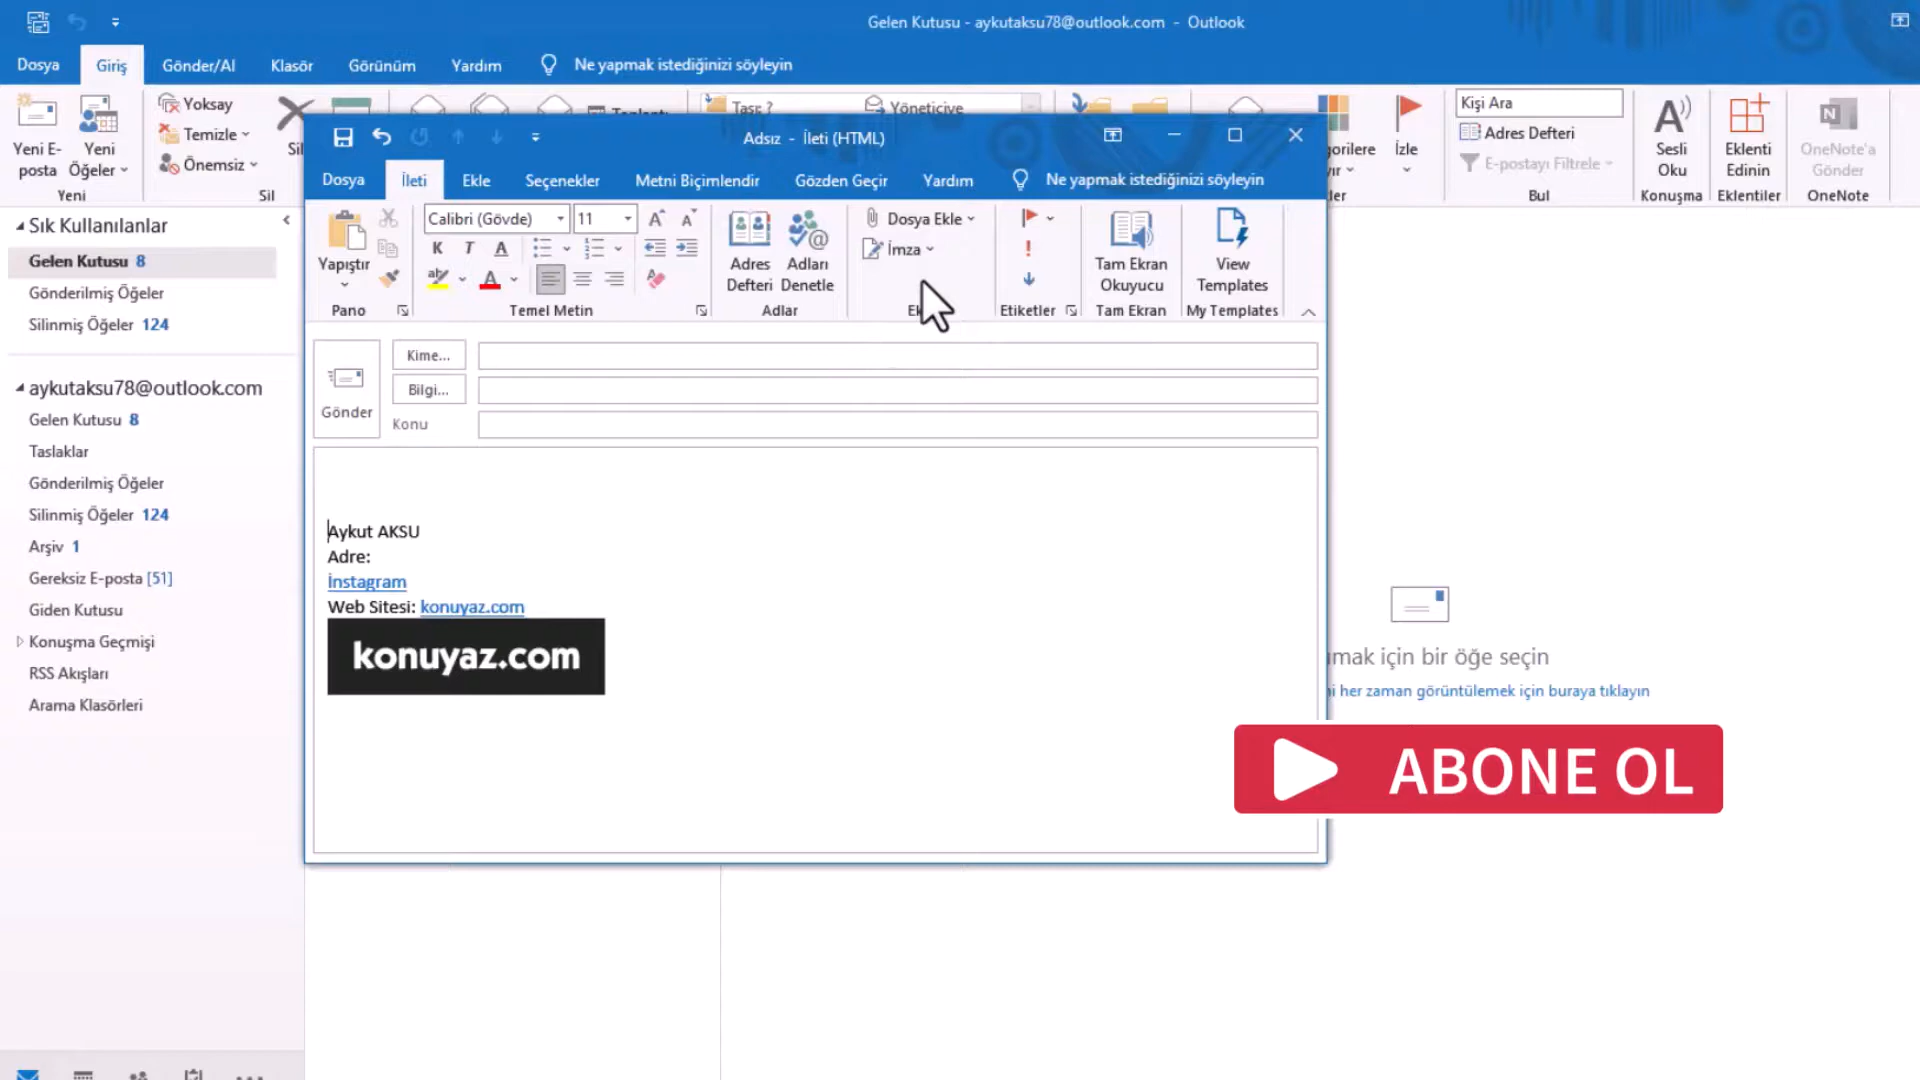 Gelen Kutusu - aykutaksu78@outlook.com - Outlook
Dosya Giriş Gönder/Al Klasör Görünüm Yardım Ne yapmak istediğinizi söyleyin
Yeni E-posta
Yeni Öğeler
Yeni
Yoksay
Temizle
Önemsiz
Sil
Yöneticiye
İzle
Kişi Ara
Adres Defteri
E-postayı Filtrele
Bul
Sesli Oku
Konuşma
Eklenti Edinin
Eklentiler
OneNote'a Gönder
OneNote
Adsız - İleti (HTML)
Dosya İleti Ekle Seçenekler Metni Biçimlendir Gözden Geçir Yardım Ne yapmak istediğinizi söyleyin
Yapıştır
Pano
Calibri (Gövde) 11
K T A
Temel Metin
Adres Defteri
Adları Denetle
Adlar
Dosya Ekle
İmza
Etiketler
Tam Ekran Okuyucu
Tam Ekran
View Templates
My Templates
Gönder
Kime...
Bilgi...
Konu
Aykut AKSU
Adre:
İnstagram
Web Sitesi: konuyaz.com
konuyaz.com
Sık Kullanılanlar
Gelen Kutusu 8
Gönderilmiş Öğeler
Silinmiş Öğeler 124
aykutaksu78@outlook.com
Gelen Kutusu 8
Taslaklar
Gönderilmiş Öğeler
Silinmiş Öğeler 124
Arşiv 1
Gereksiz E-posta [51]
Giden Kutusu
Konuşma Geçmişi
RSS Akışları
Arama Klasörleri
için bir öğe seçin
her zaman görüntülemek için buraya tıklayın
ABONE OL